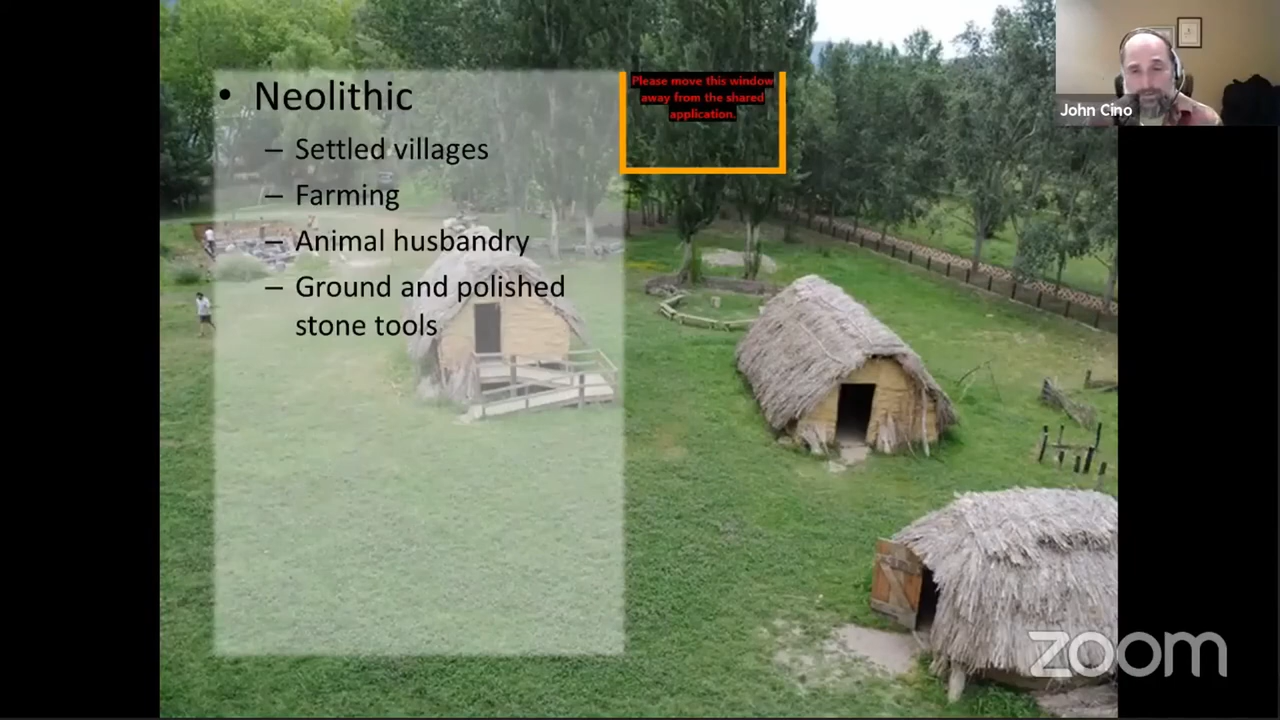 • Neolithic
– Settled villages
– Farming
– Animal husbandry
– Ground and polished
stone tools
Please move this window
away from the shared
application.
John Cino
zoom